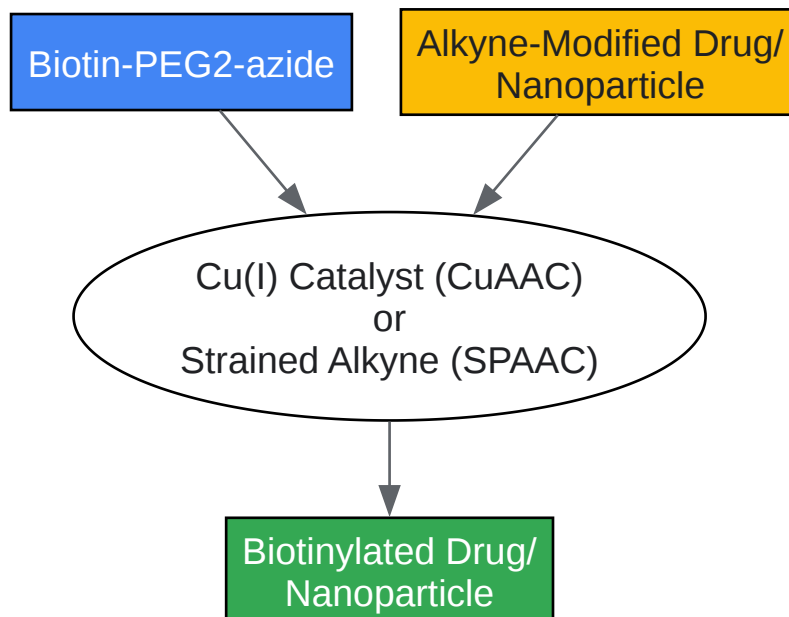 Biotin-PEG2-azide
Alkyne-Modified Drug/
Nanoparticle
Cu(I) Catalyst (CuAAC)
or
Strained Alkyne (SPAAC)
Biotinylated Drug/
Nanoparticle